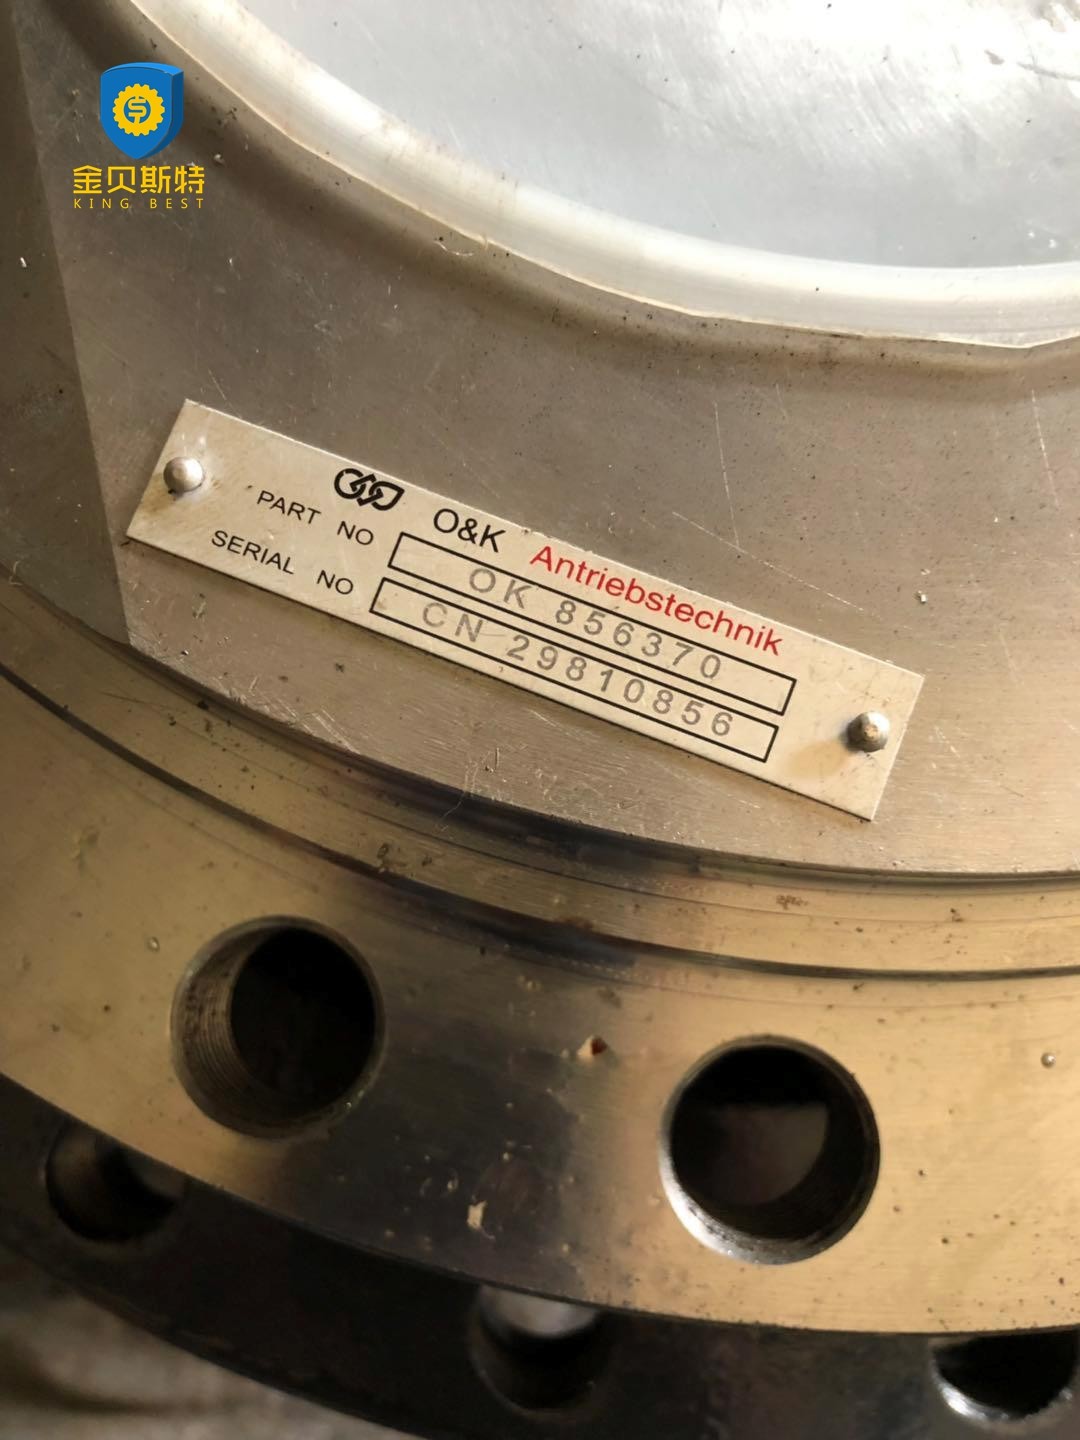 金贝斯特
KING BEST
O&K Antriebstechnik
PART NO OK 856370
SERIAL NO CN 29810856